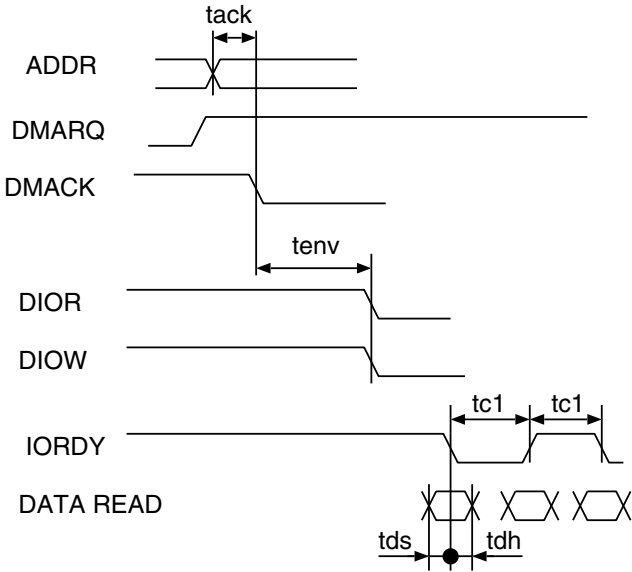 tack
ADDR
DMARQ
DMACK
tenv
DIOR
DIOW
tc1 tc1
IORDY
DATA READ
tds tdh